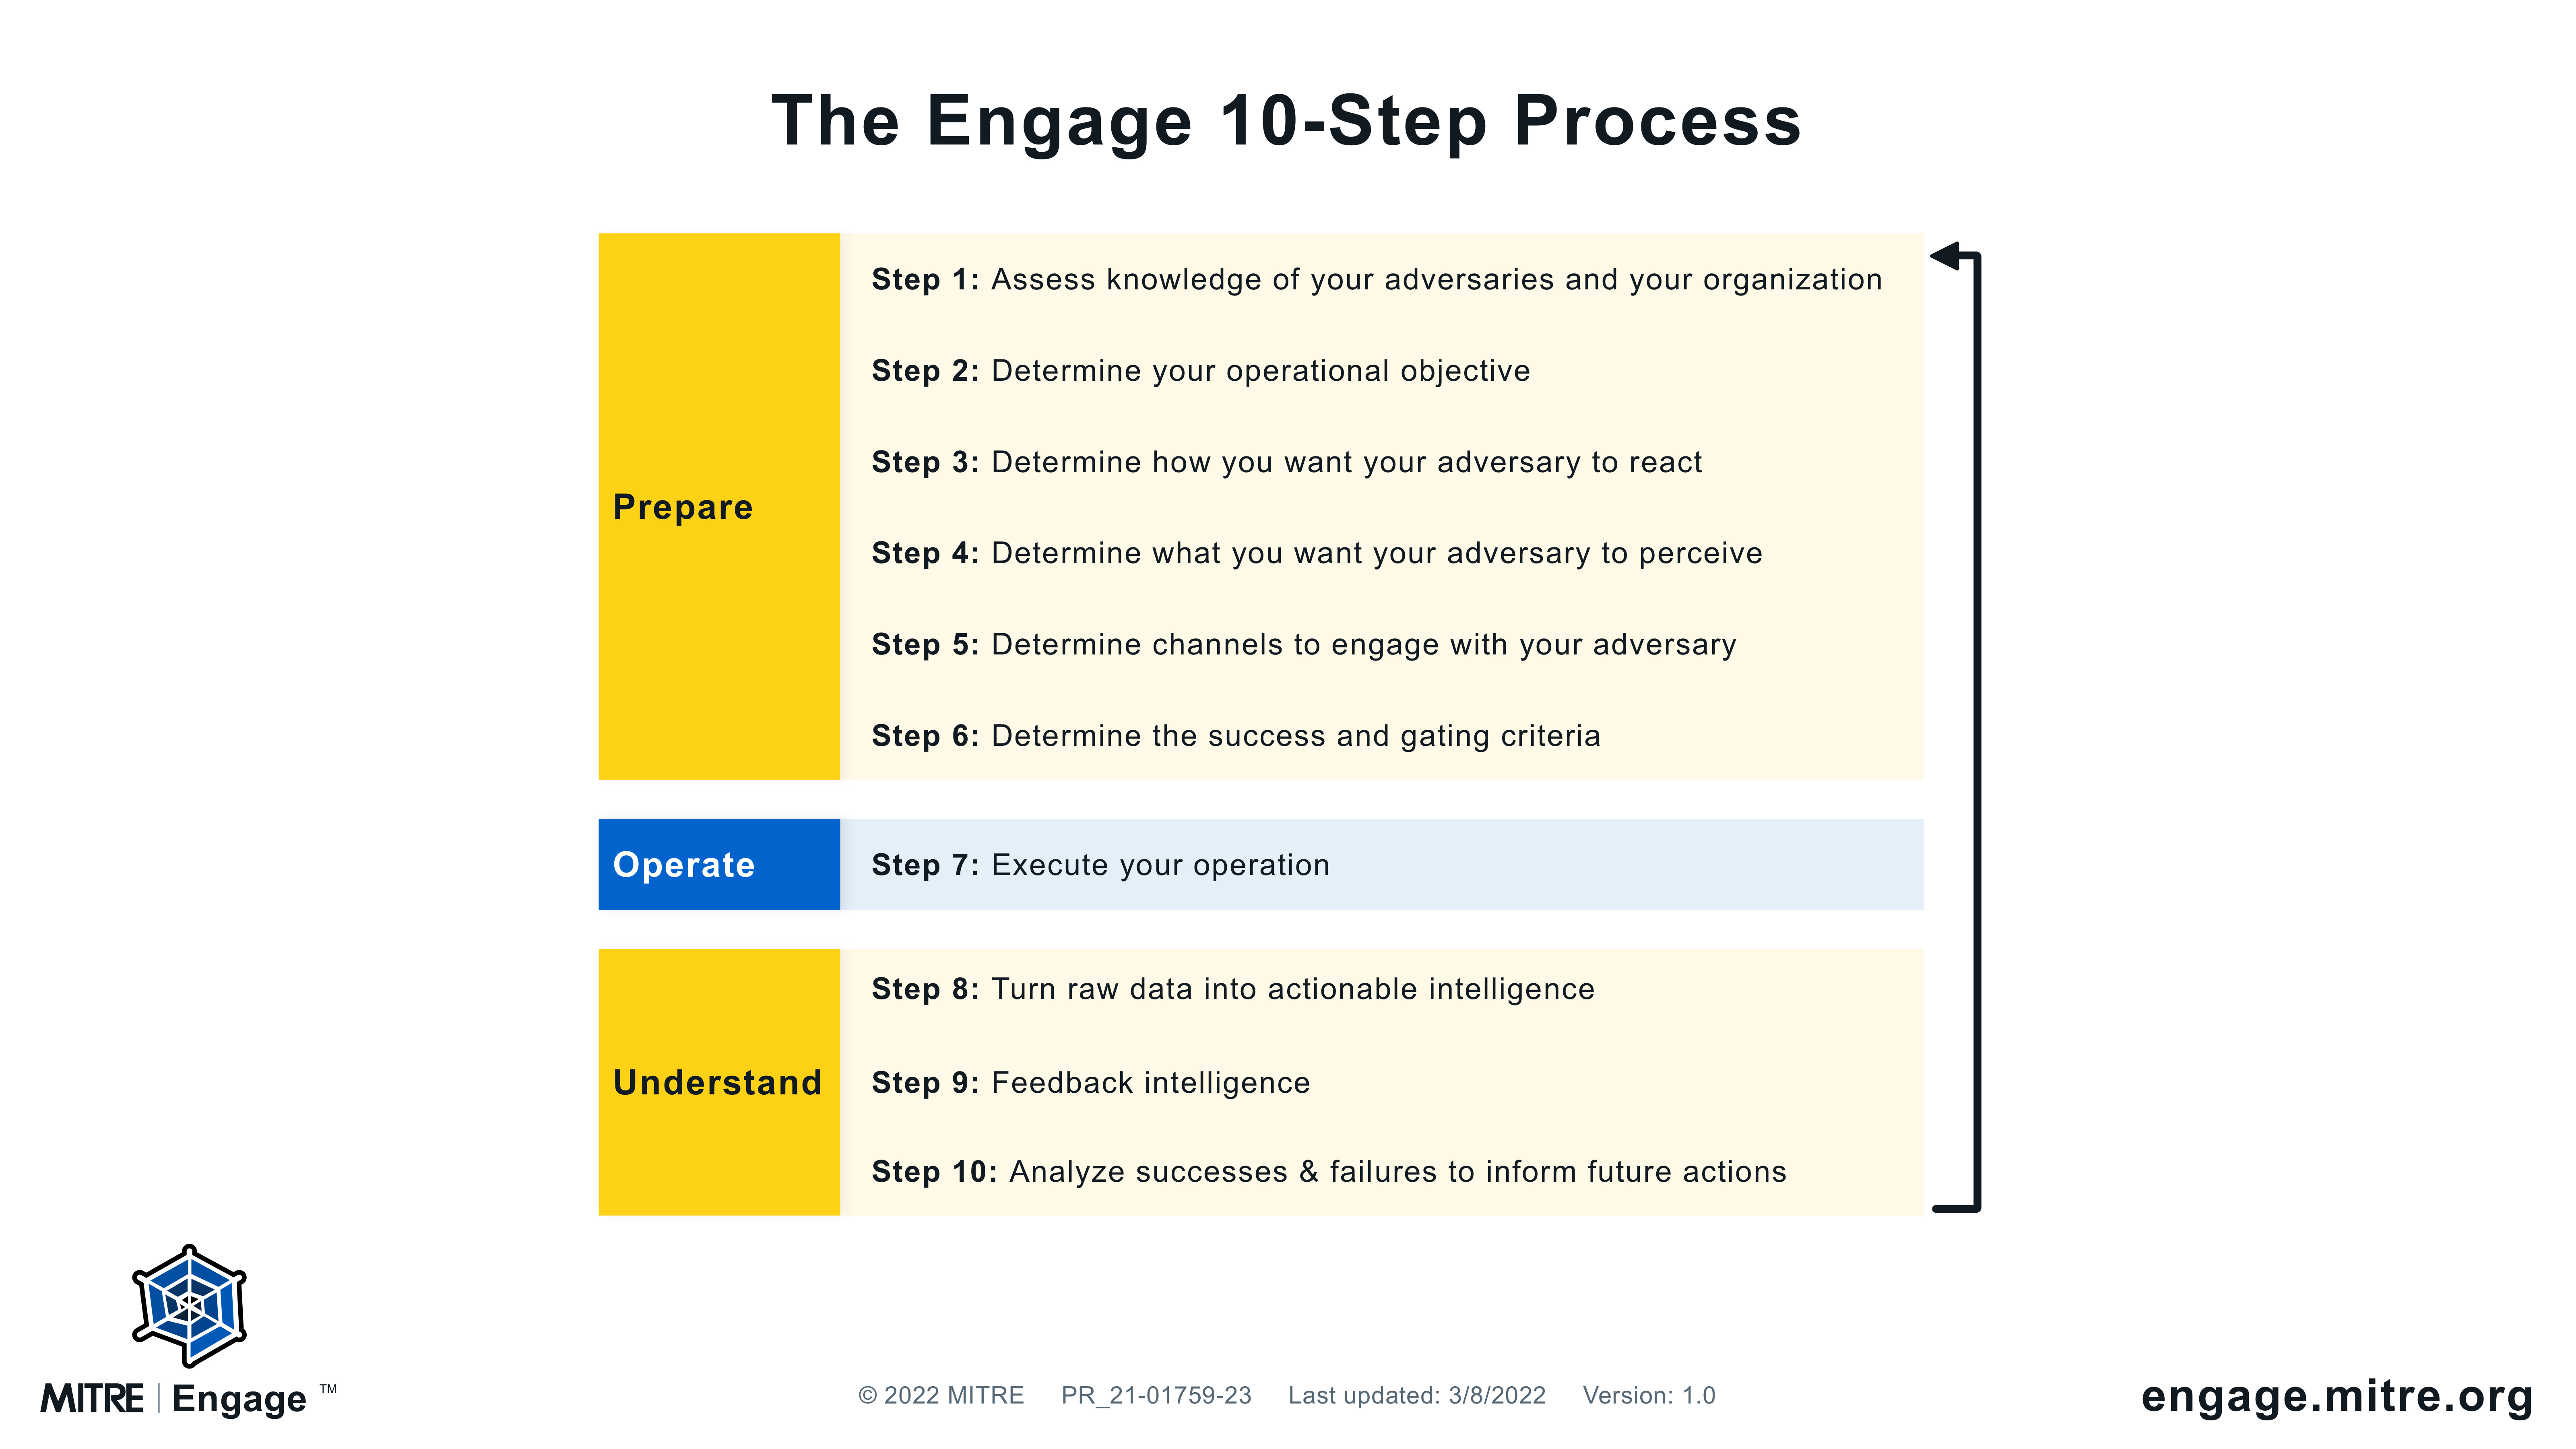 The Engage 10-Step Process
Prepare
Step 1: Assess knowledge of your adversaries and your organization
Step 2: Determine your operational objective
Step 3: Determine how you want your adversary to react
Step 4: Determine what you want your adversary to perceive
Step 5: Determine channels to engage with your adversary
Step 6: Determine the success and gating criteria
Operate
Step 7: Execute your operation
Understand
Step 8: Turn raw data into actionable intelligence
Step 9: Feedback intelligence
Step 10: Analyze successes & failures to inform future actions
MITRE | Engage ™
© 2022 MITRE PR_21-01759-23 Last updated: 3/8/2022 Version: 1.0
engage.mitre.org